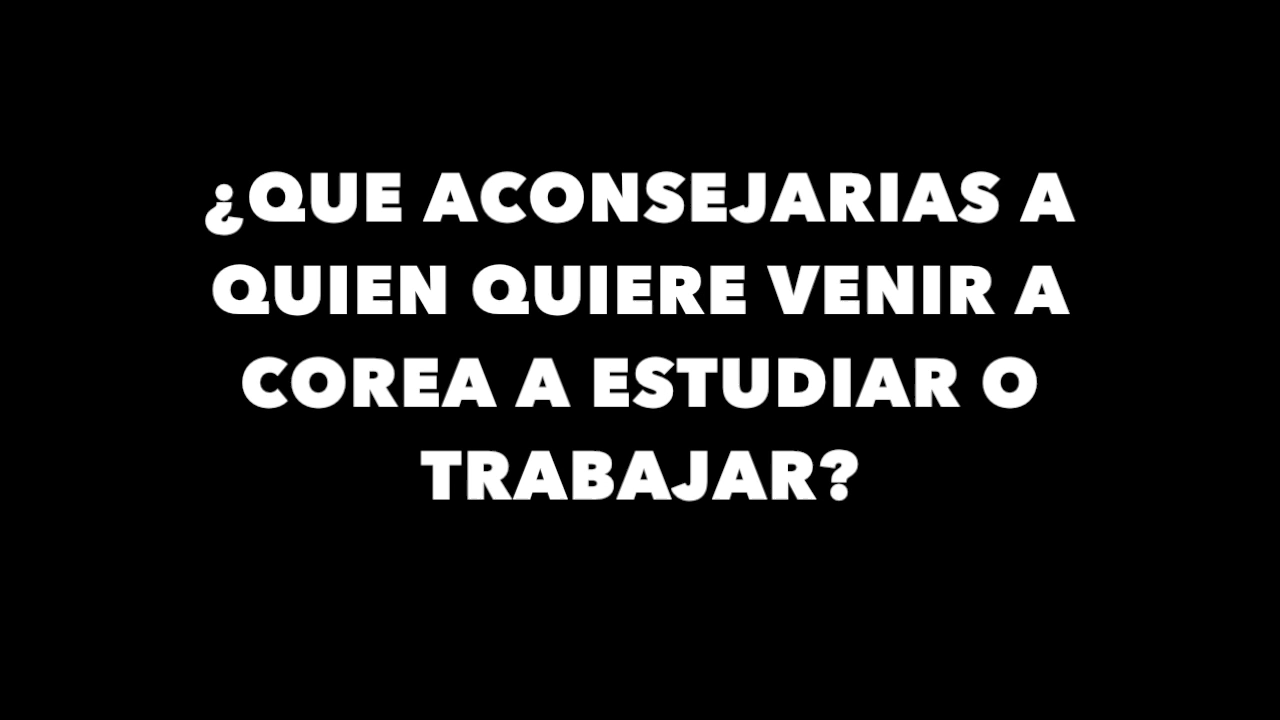 ¿QUE ACONSEJARIAS A
QUIEN QUIERE VENIR A
COREA A ESTUDIAR O
TRABAJAR?